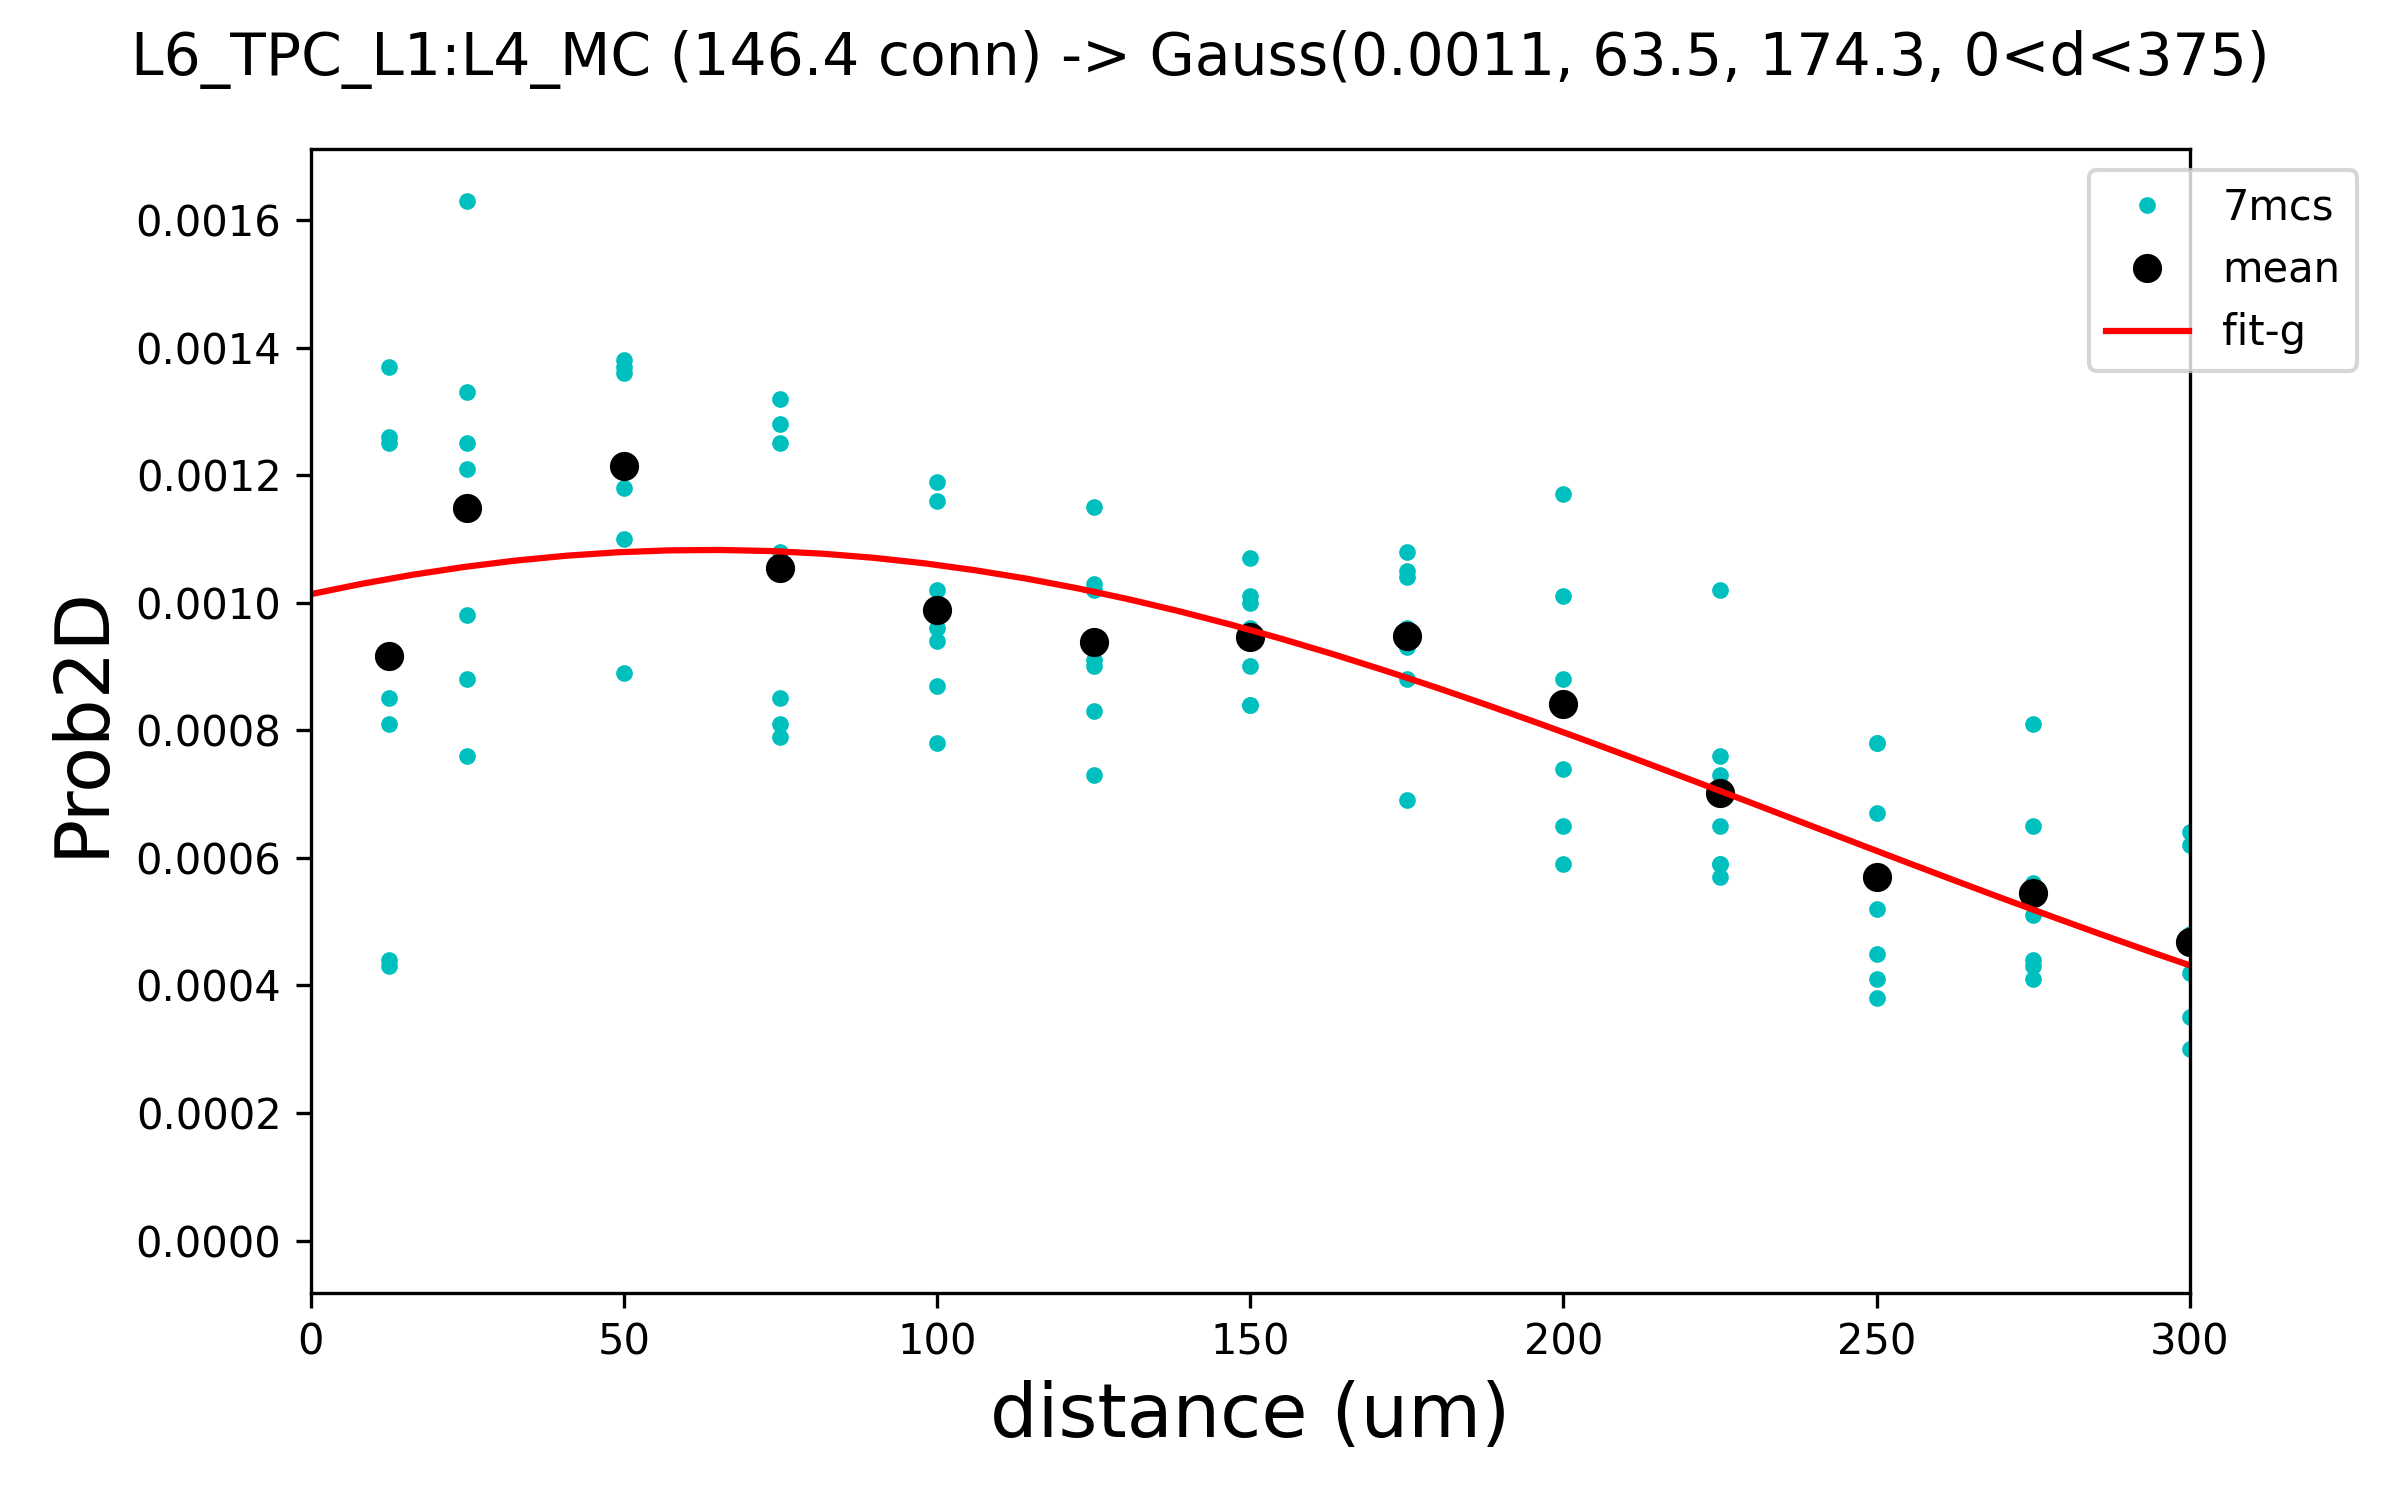 L6_TPC_L1:L4_MC (146.4 conn) -> Gauss(0.0011, 63.5, 174.3, 0<d<375)
7mcs
mean
fit-g
Prob2D
0.0016
0.0014
0.0012
0.0010
0.0008
0.0006
0.0004
0.0002
0.0000
0 50 100 150 200 250 300
distance (um)